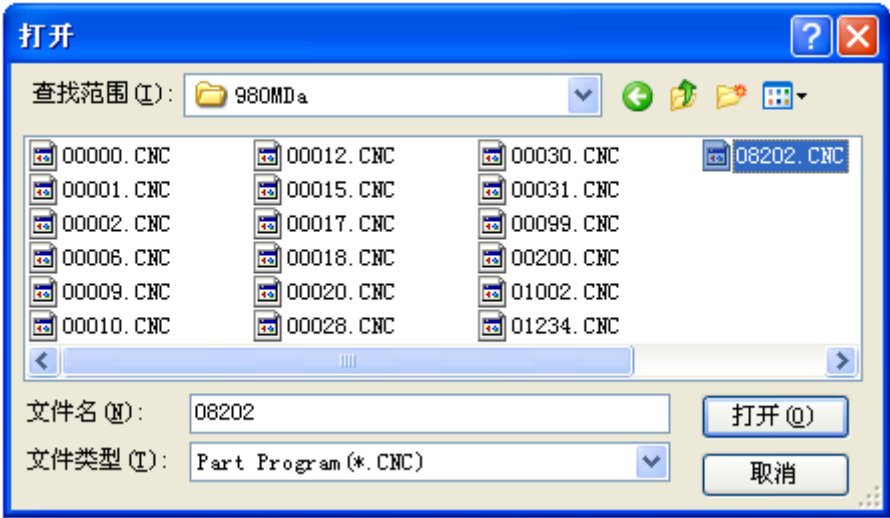 打开
查找范围(I): 980MDa
00000.CNC 00012.CNC 00030.CNC 08202.CNC
00001.CNC 00015.CNC 00031.CNC
00002.CNC 00017.CNC 00099.CNC
00006.CNC 00018.CNC 00200.CNC
00009.CNC 00020.CNC 01002.CNC
00010.CNC 00028.CNC 01234.CNC
文件名(N): 08202 打开(O)
文件类型(T): Part Program(*.CNC) 取消